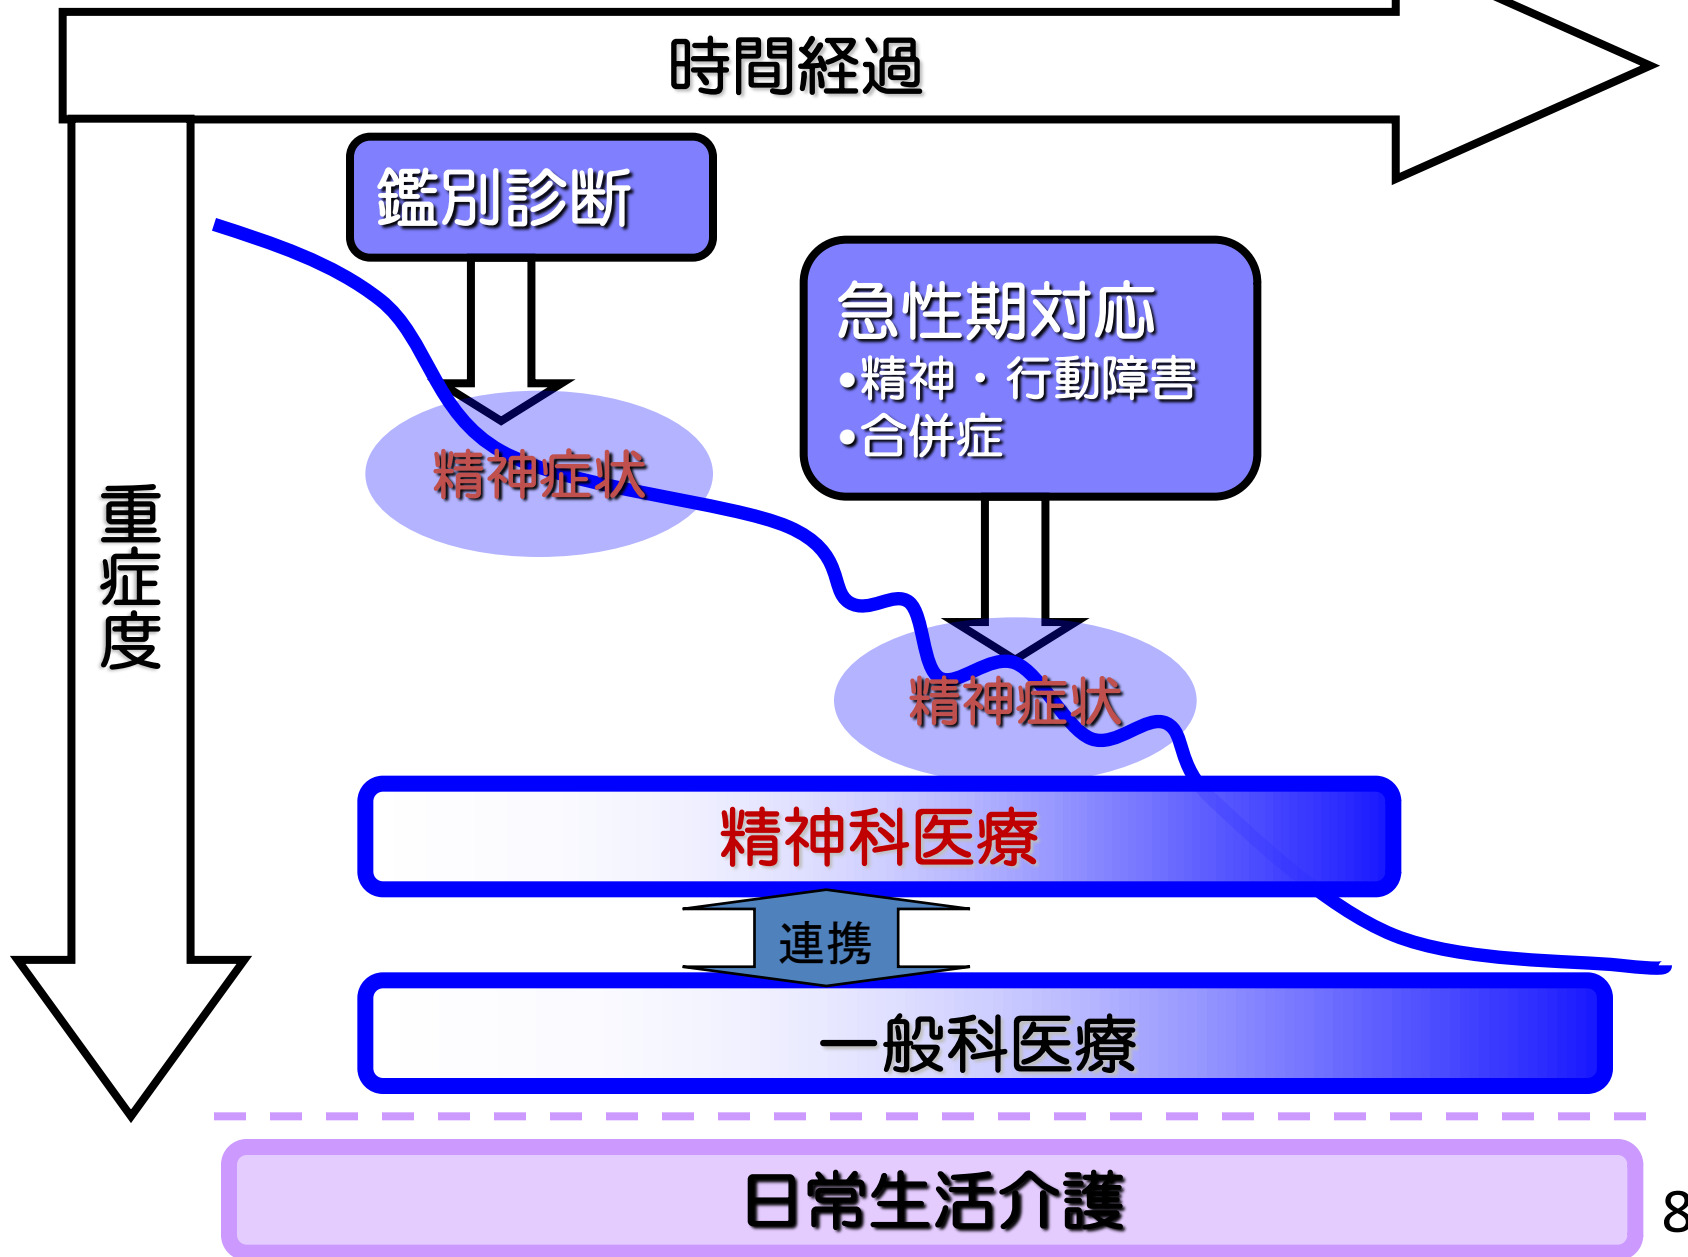 時間経過
鑑別診断
急性期対応
•精神・行動障害
•合併症
精神症状
重症度
精神症状
精神科医療
連携
一般科医療
日常生活介護
8